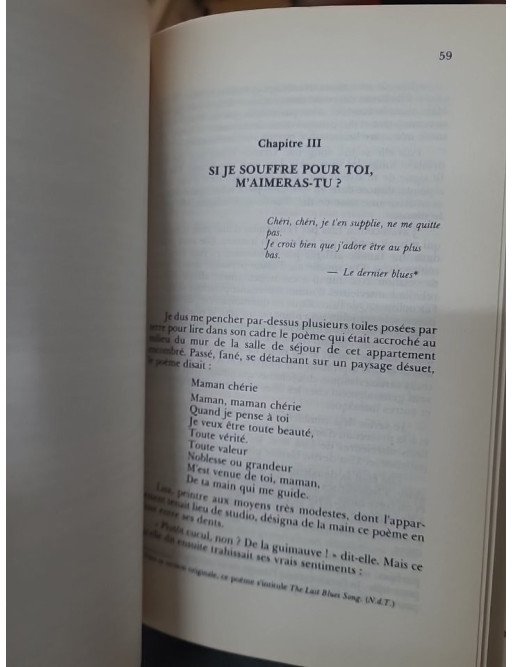 59
Chapitre III
SI JE SOUFFRE POUR TOI,
M'AIMERAS-TU ?
Chéri, chéri, je t'en supplie, ne me quitte
pas.
Je crois bien que j'adore être au plus
bas.
— Le dernier blues*
Je dus me pencher par-dessus plusieurs toiles posées par
terre pour lire dans son cadre le poème qui était accroché au
milieu du mur de la salle de séjour de cet appartement
encombré. Passé, fané, se détachant sur un paysage désuet,
le poème disait :
Maman chérie
Maman, maman chérie
Quand je pense à toi
Je veux être toute beauté,
Toute vérité.
Toute valeur
Noblesse ou grandeur
M'est venue de toi, maman,
De ta main qui me guide.
Lisa, peintre aux moyens très modestes, dont l'appar-
tement tenait lieu de studio, désigna de la main ce poème en
entre ses dents.
« Plutôt cucul, non ? De la guimauve ! » dit-elle. Mais ce
qu'elle dit ensuite trahissait ses vrais sentiments :
version originale, ce poème s'intitule The Last Blues Song. (N.d.T.)